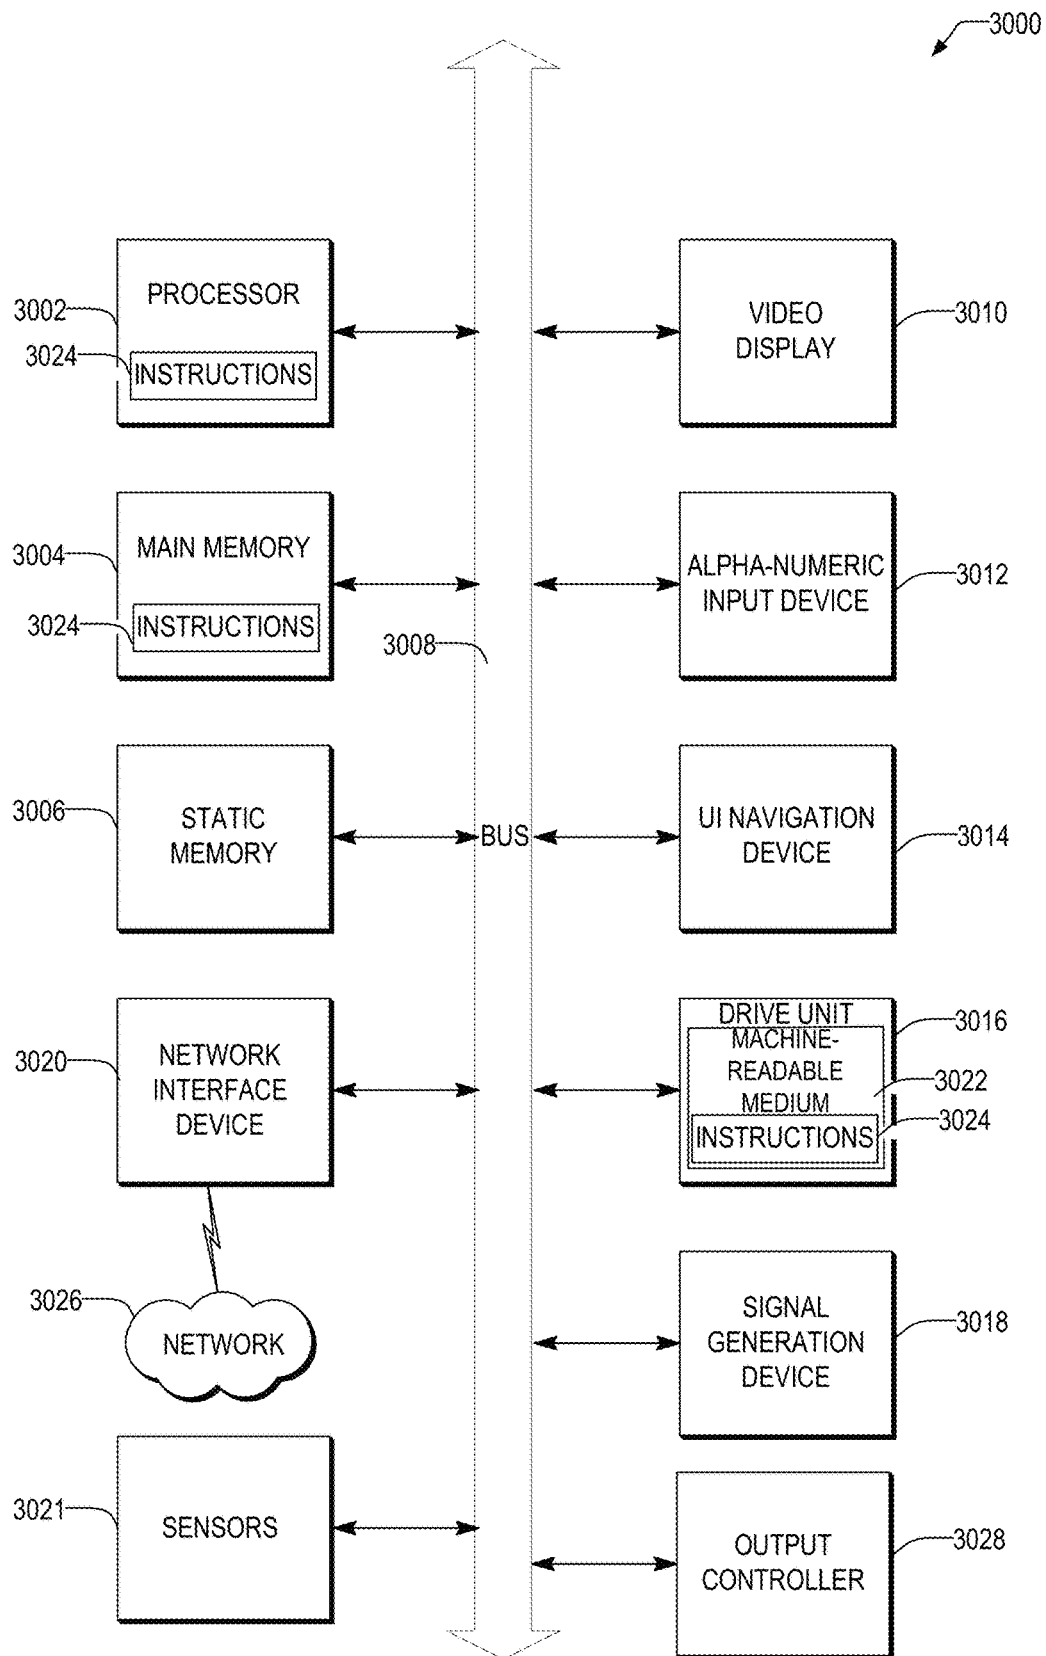 3000
PROCESSOR
3002
3024
INSTRUCTIONS
VIDEO
DISPLAY
3010
MAIN MEMORY
3004
3024
INSTRUCTIONS
3008
ALPHA-NUMERIC
INPUT DEVICE
3012
3006
STATIC
MEMORY
BUS
UI NAVIGATION
DEVICE
3014
3020
NETWORK
INTERFACE
DEVICE
DRIVE UNIT
3016
MACHINE-
READABLE
MEDIUM
3022
INSTRUCTIONS
3024
3026
NETWORK
SIGNAL
GENERATION
DEVICE
3018
3021
SENSORS
OUTPUT
CONTROLLER
3028